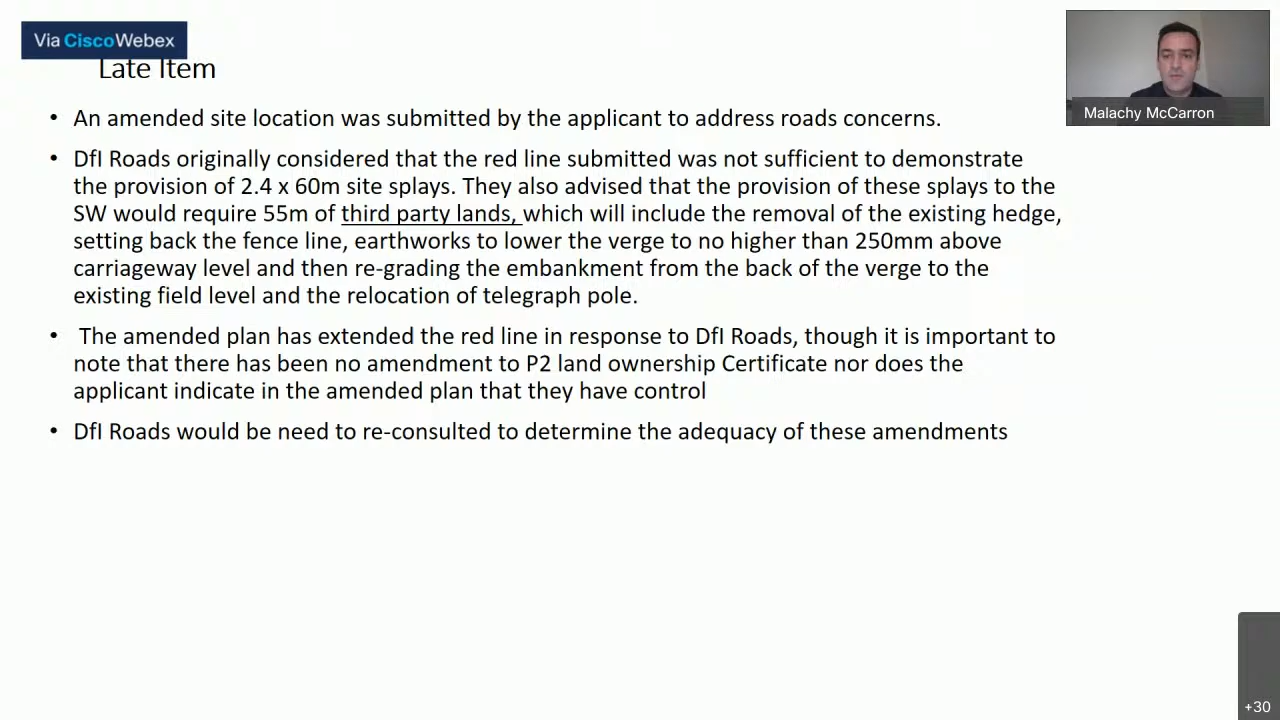 Via CiscoWebex
Late Item
Malachy McCarron
• An amended site location was submitted by the applicant to address roads concerns.
• DfI Roads originally considered that the red line submitted was not sufficient to demonstrate
the provision of 2.4 x 60m site splays. They also advised that the provision of these splays to the
SW would require 55m of third party lands, which will include the removal of the existing hedge,
setting back the fence line, earthworks to lower the verge to no higher than 250mm above
carriageway level and then re-grading the embankment from the back of the verge to the
existing field level and the relocation of telegraph pole.
• The amended plan has extended the red line in response to DfI Roads, though it is important to
note that there has been no amendment to P2 land ownership Certificate nor does the
applicant indicate in the amended plan that they have control
• DfI Roads would be need to re-consulted to determine the adequacy of these amendments
+30